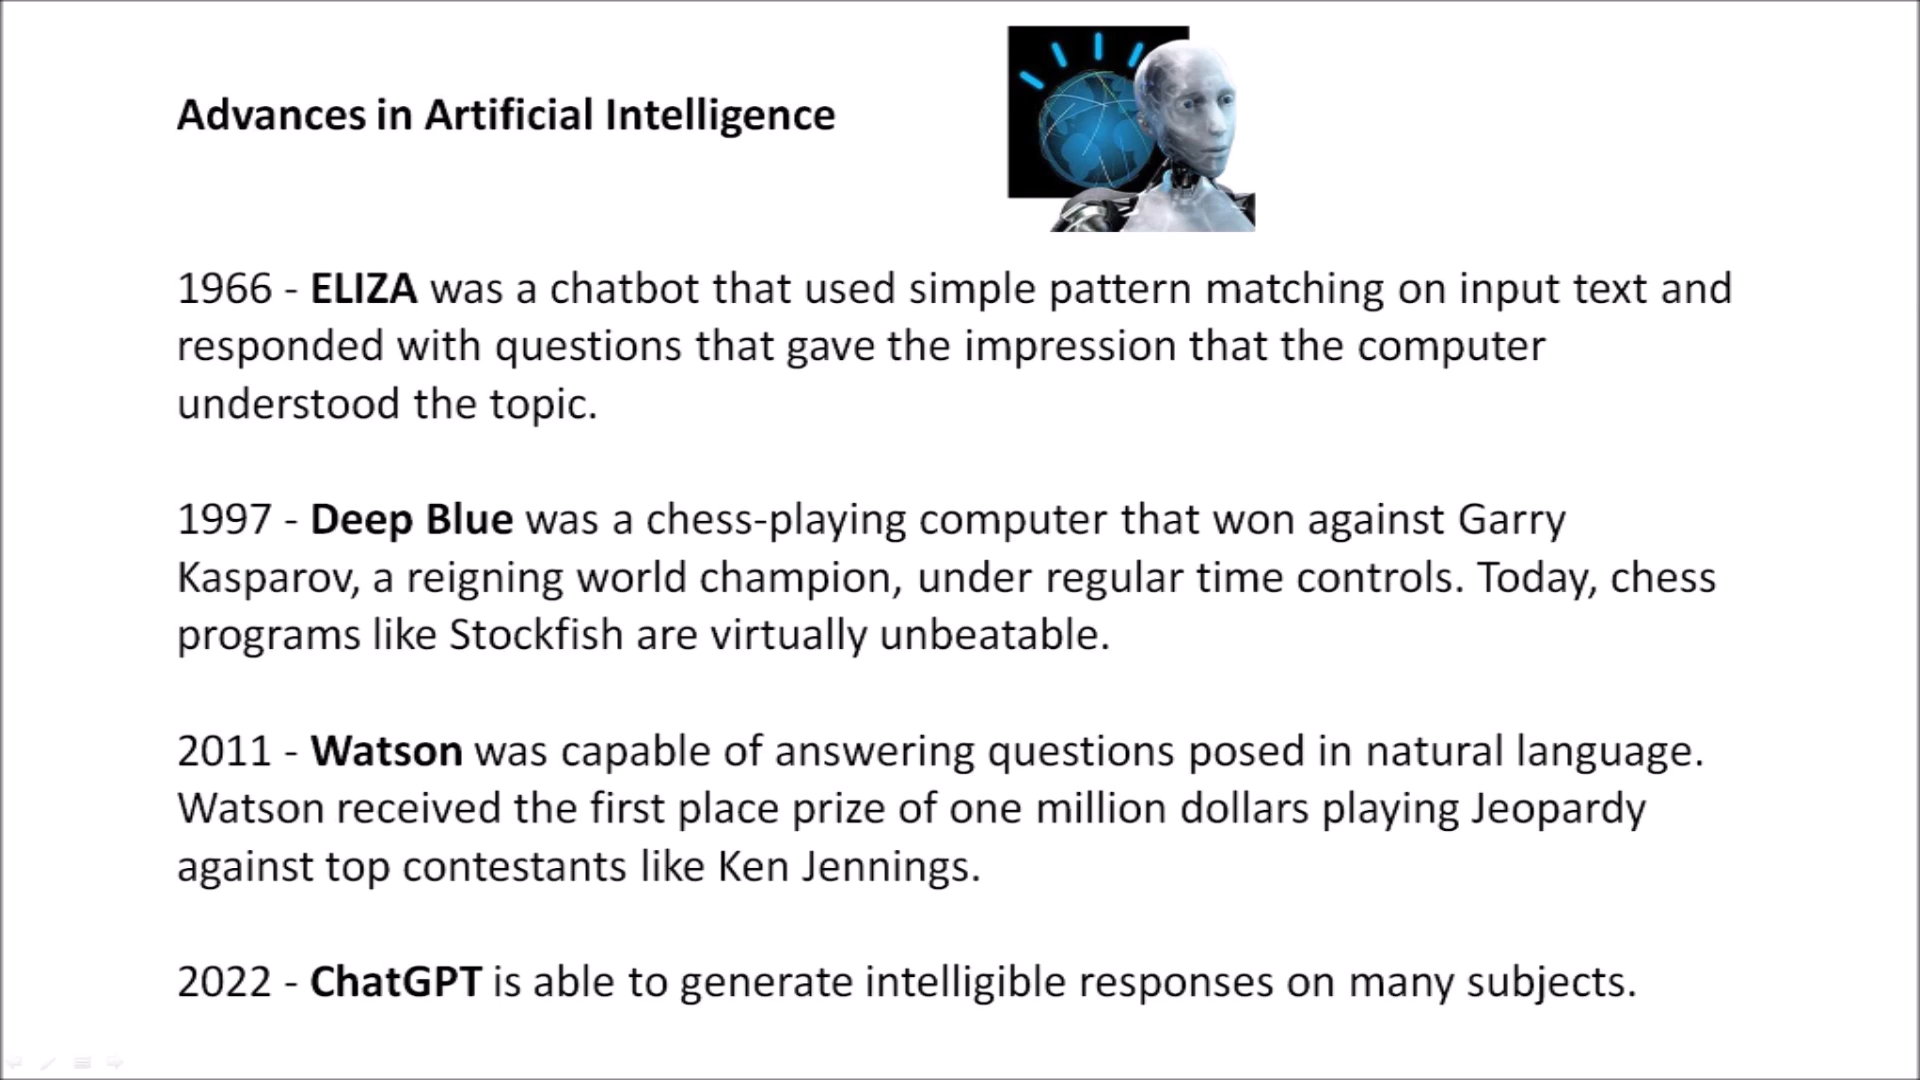 Advances in Artificial Intelligence
1966 - ELIZA was a chatbot that used simple pattern matching on input text and
responded with questions that gave the impression that the computer
understood the topic.
1997 - Deep Blue was a chess-playing computer that won against Garry
Kasparov, a reigning world champion, under regular time controls. Today, chess
programs like Stockfish are virtually unbeatable.
2011 - Watson was capable of answering questions posed in natural language.
Watson received the first place prize of one million dollars playing Jeopardy
against top contestants like Ken Jennings.
2022 - ChatGPT is able to generate intelligible responses on many subjects.